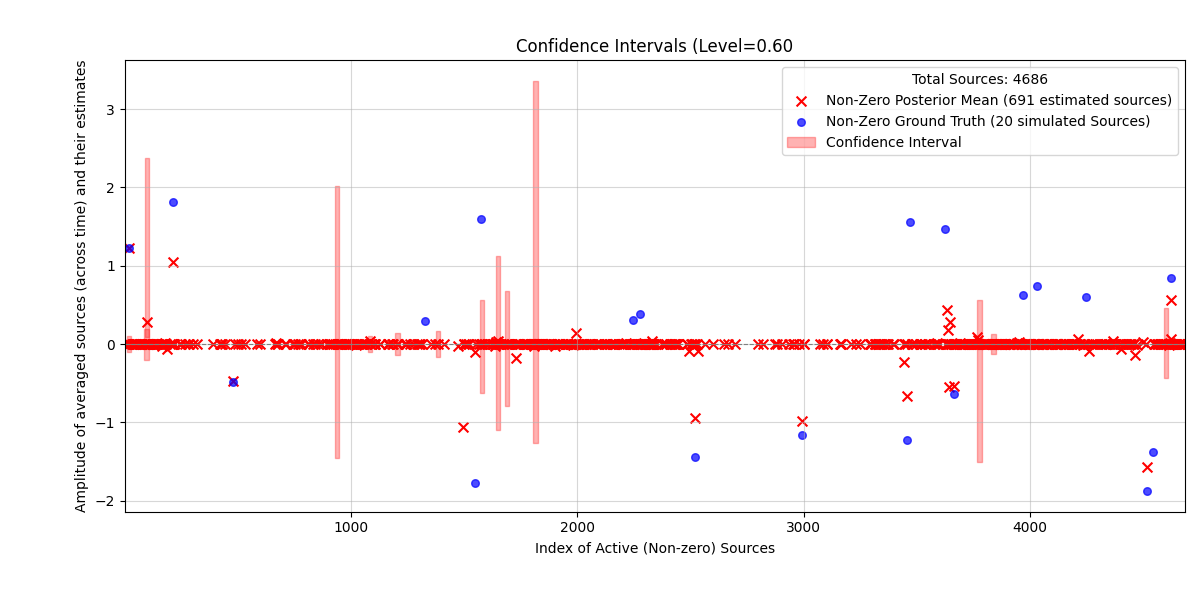 Confidence Intervals (Level=0.60
Total Sources: 4686
Non-Zero Posterior Mean (691 estimated sources)
Non-Zero Ground Truth (20 simulated Sources)
Confidence Interval
Amplitude of averaged sources (across time) and their estimates
3
2
1
0
−1
−2
1000 2000 3000 4000
Index of Active (Non-zero) Sources